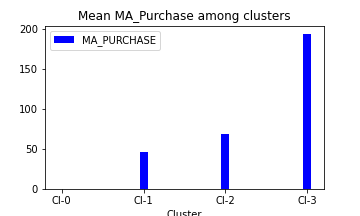 Mean MA_Purchase among clusters
MA_PURCHASE
200
150
100
50
0
Cl-0 Cl-1 Cl-2 Cl-3
Cluster